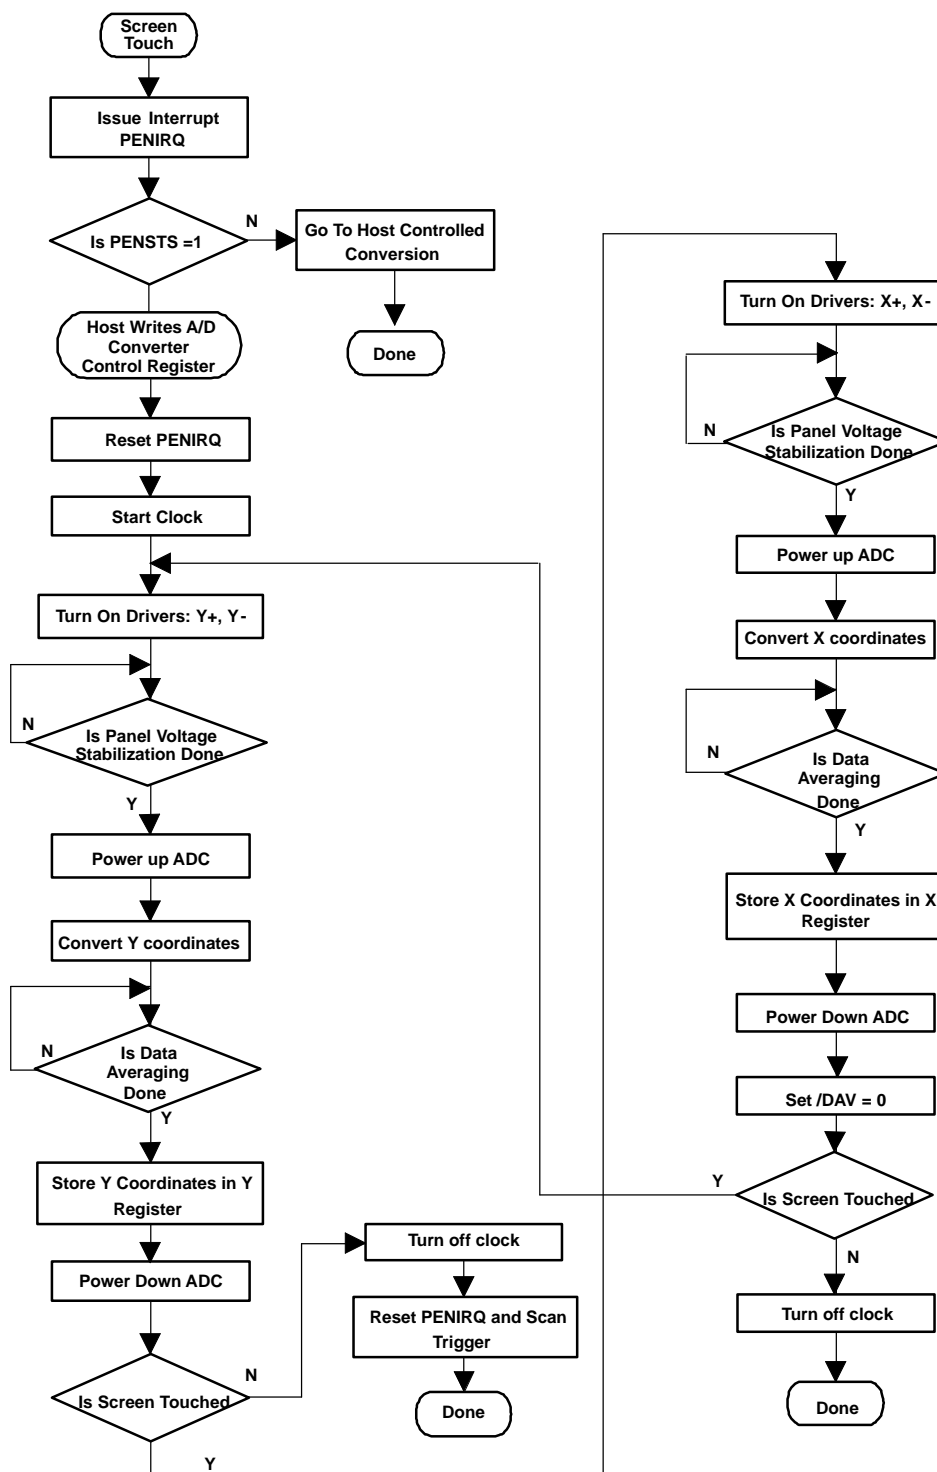 Screen
Touch
Issue Interrupt
PENIRQ
Is PENSTS =1
N
Go To Host Controlled
Conversion
Done
Host Writes A/D
Converter
Control Register
Reset PENIRQ
Start Clock
Turn On Drivers: Y+, Y-
N
Is Panel Voltage
Stabilization Done
Y
Power up ADC
Convert Y coordinates
N
Is Data
Averaging
Done
Y
Store Y Coordinates in Y
Register
Power Down ADC
Is Screen Touched
N
Y
Turn off clock
Reset PENIRQ and Scan
Trigger
Done
Turn On Drivers: X+, X-
N
Is Panel Voltage
Stabilization Done
Y
Power up ADC
Convert X coordinates
N
Is Data
Averaging
Done
Y
Store X Coordinates in X
Register
Power Down ADC
Set /DAV = 0
Y
Is Screen Touched
N
Turn off clock
Done